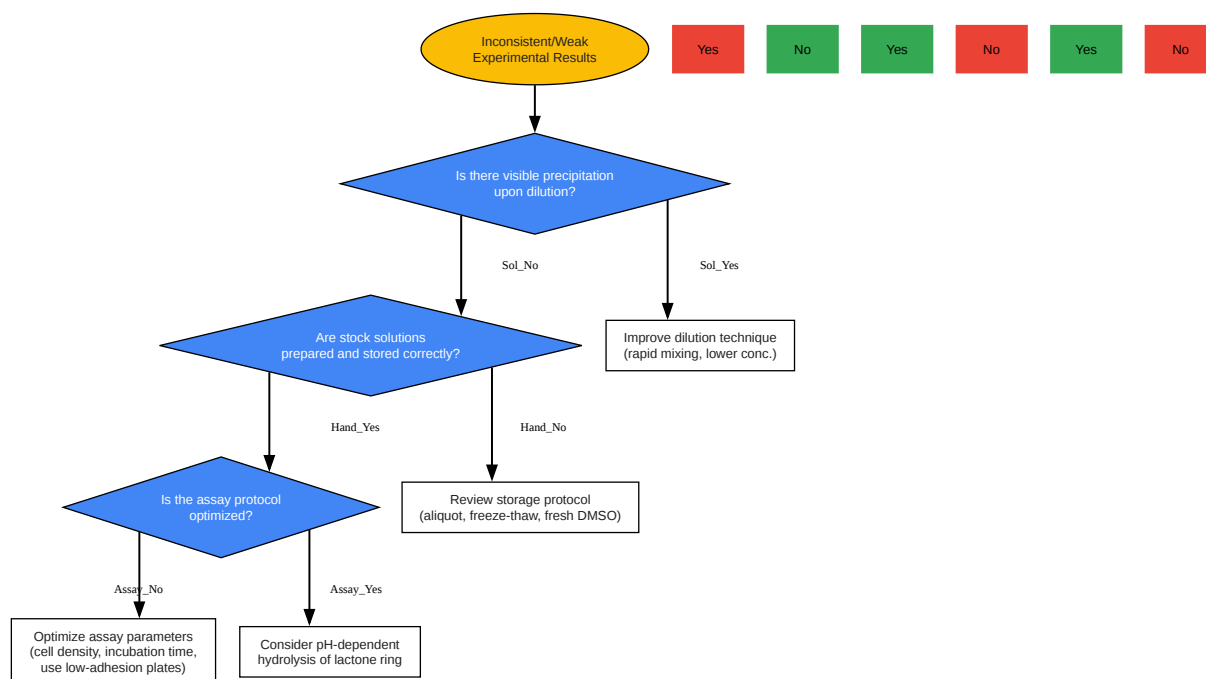 Inconsistent/Weak
Experimental Results
Yes
No
Yes
No
Yes
No
Is there visible precipitation
upon dilution?
Sol_No
Sol_Yes
Are stock solutions
prepared and stored correctly?
Improve dilution technique
(rapid mixing, lower conc.)
Hand_Yes
Hand_No
Is the assay protocol
optimized?
Review storage protocol
(aliquot, freeze-thaw, fresh DMSO)
Assay_No
Assay_Yes
Optimize assay parameters
(cell density, incubation time,
use low-adhesion plates)
Consider pH-dependent
hydrolysis of lactone ring